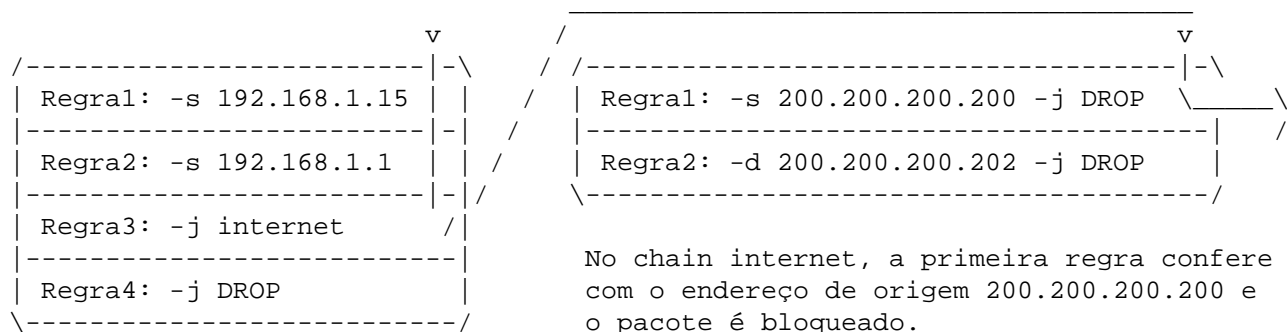 Regra1: -s 192.168.1.15
Regra2: -s 192.168.1.1
Regra3: -j internet
Regra4: -j DROP
Regra1: -s 200.200.200.200 -j DROP
Regra2: -d 200.200.200.202 -j DROP
No chain internet, a primeira regra confere
com o endereço de origem 200.200.200.200 e
o pacote é bloqueado.